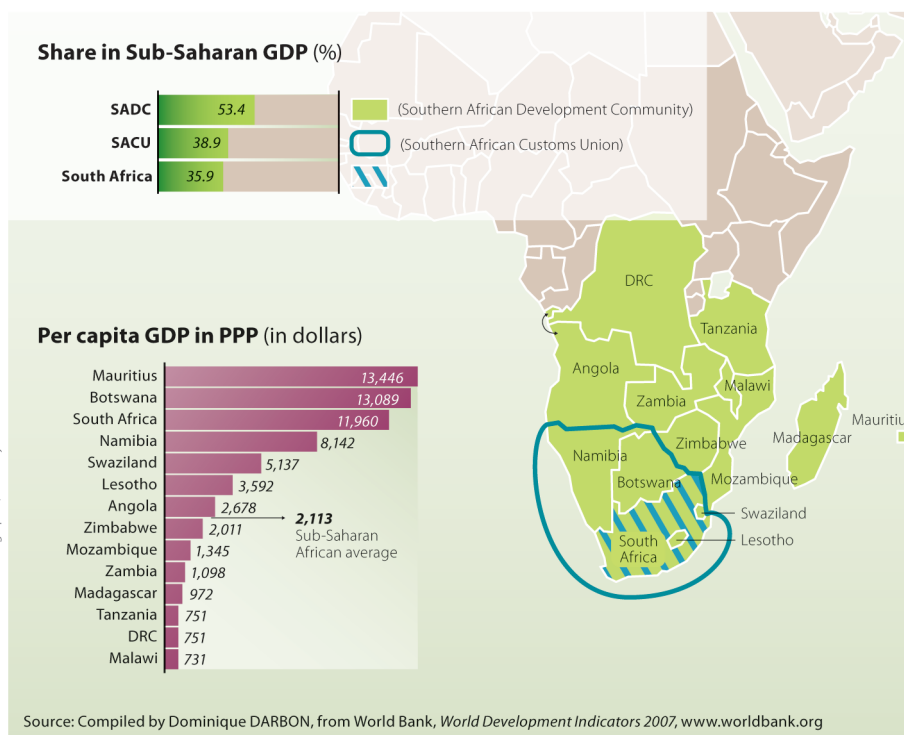 Share in Sub-Saharan GDP (%)
SADC 53.4 (Southern African Development Community)
SACU 38.9 (Southern African Customs Union)
South Africa 35.9
Per capita GDP in PPP (in dollars)
Mauritius 13,446
Botswana 13,089
South Africa 11,960
Namibia 8,142
Swaziland 5,137
Lesotho 3,592
Angola 2,678
Zimbabwe 2,011
Mozambique 1,345
Zambia 1,098
Madagascar 972
Tanzania 751
DRC 751
Malawi 731
2,113
Sub-Saharan
African average
DRC
Tanzania
Angola
Malawi
Zambia
Mauritiu
Zimbabwe
Madagascar
Namibia
Botswana
Mozambique
Swaziland
South
Africa
Lesotho
Source: Compiled by Dominique DARBON, from World Bank, World Development Indicators 2007, www.worldbank.org